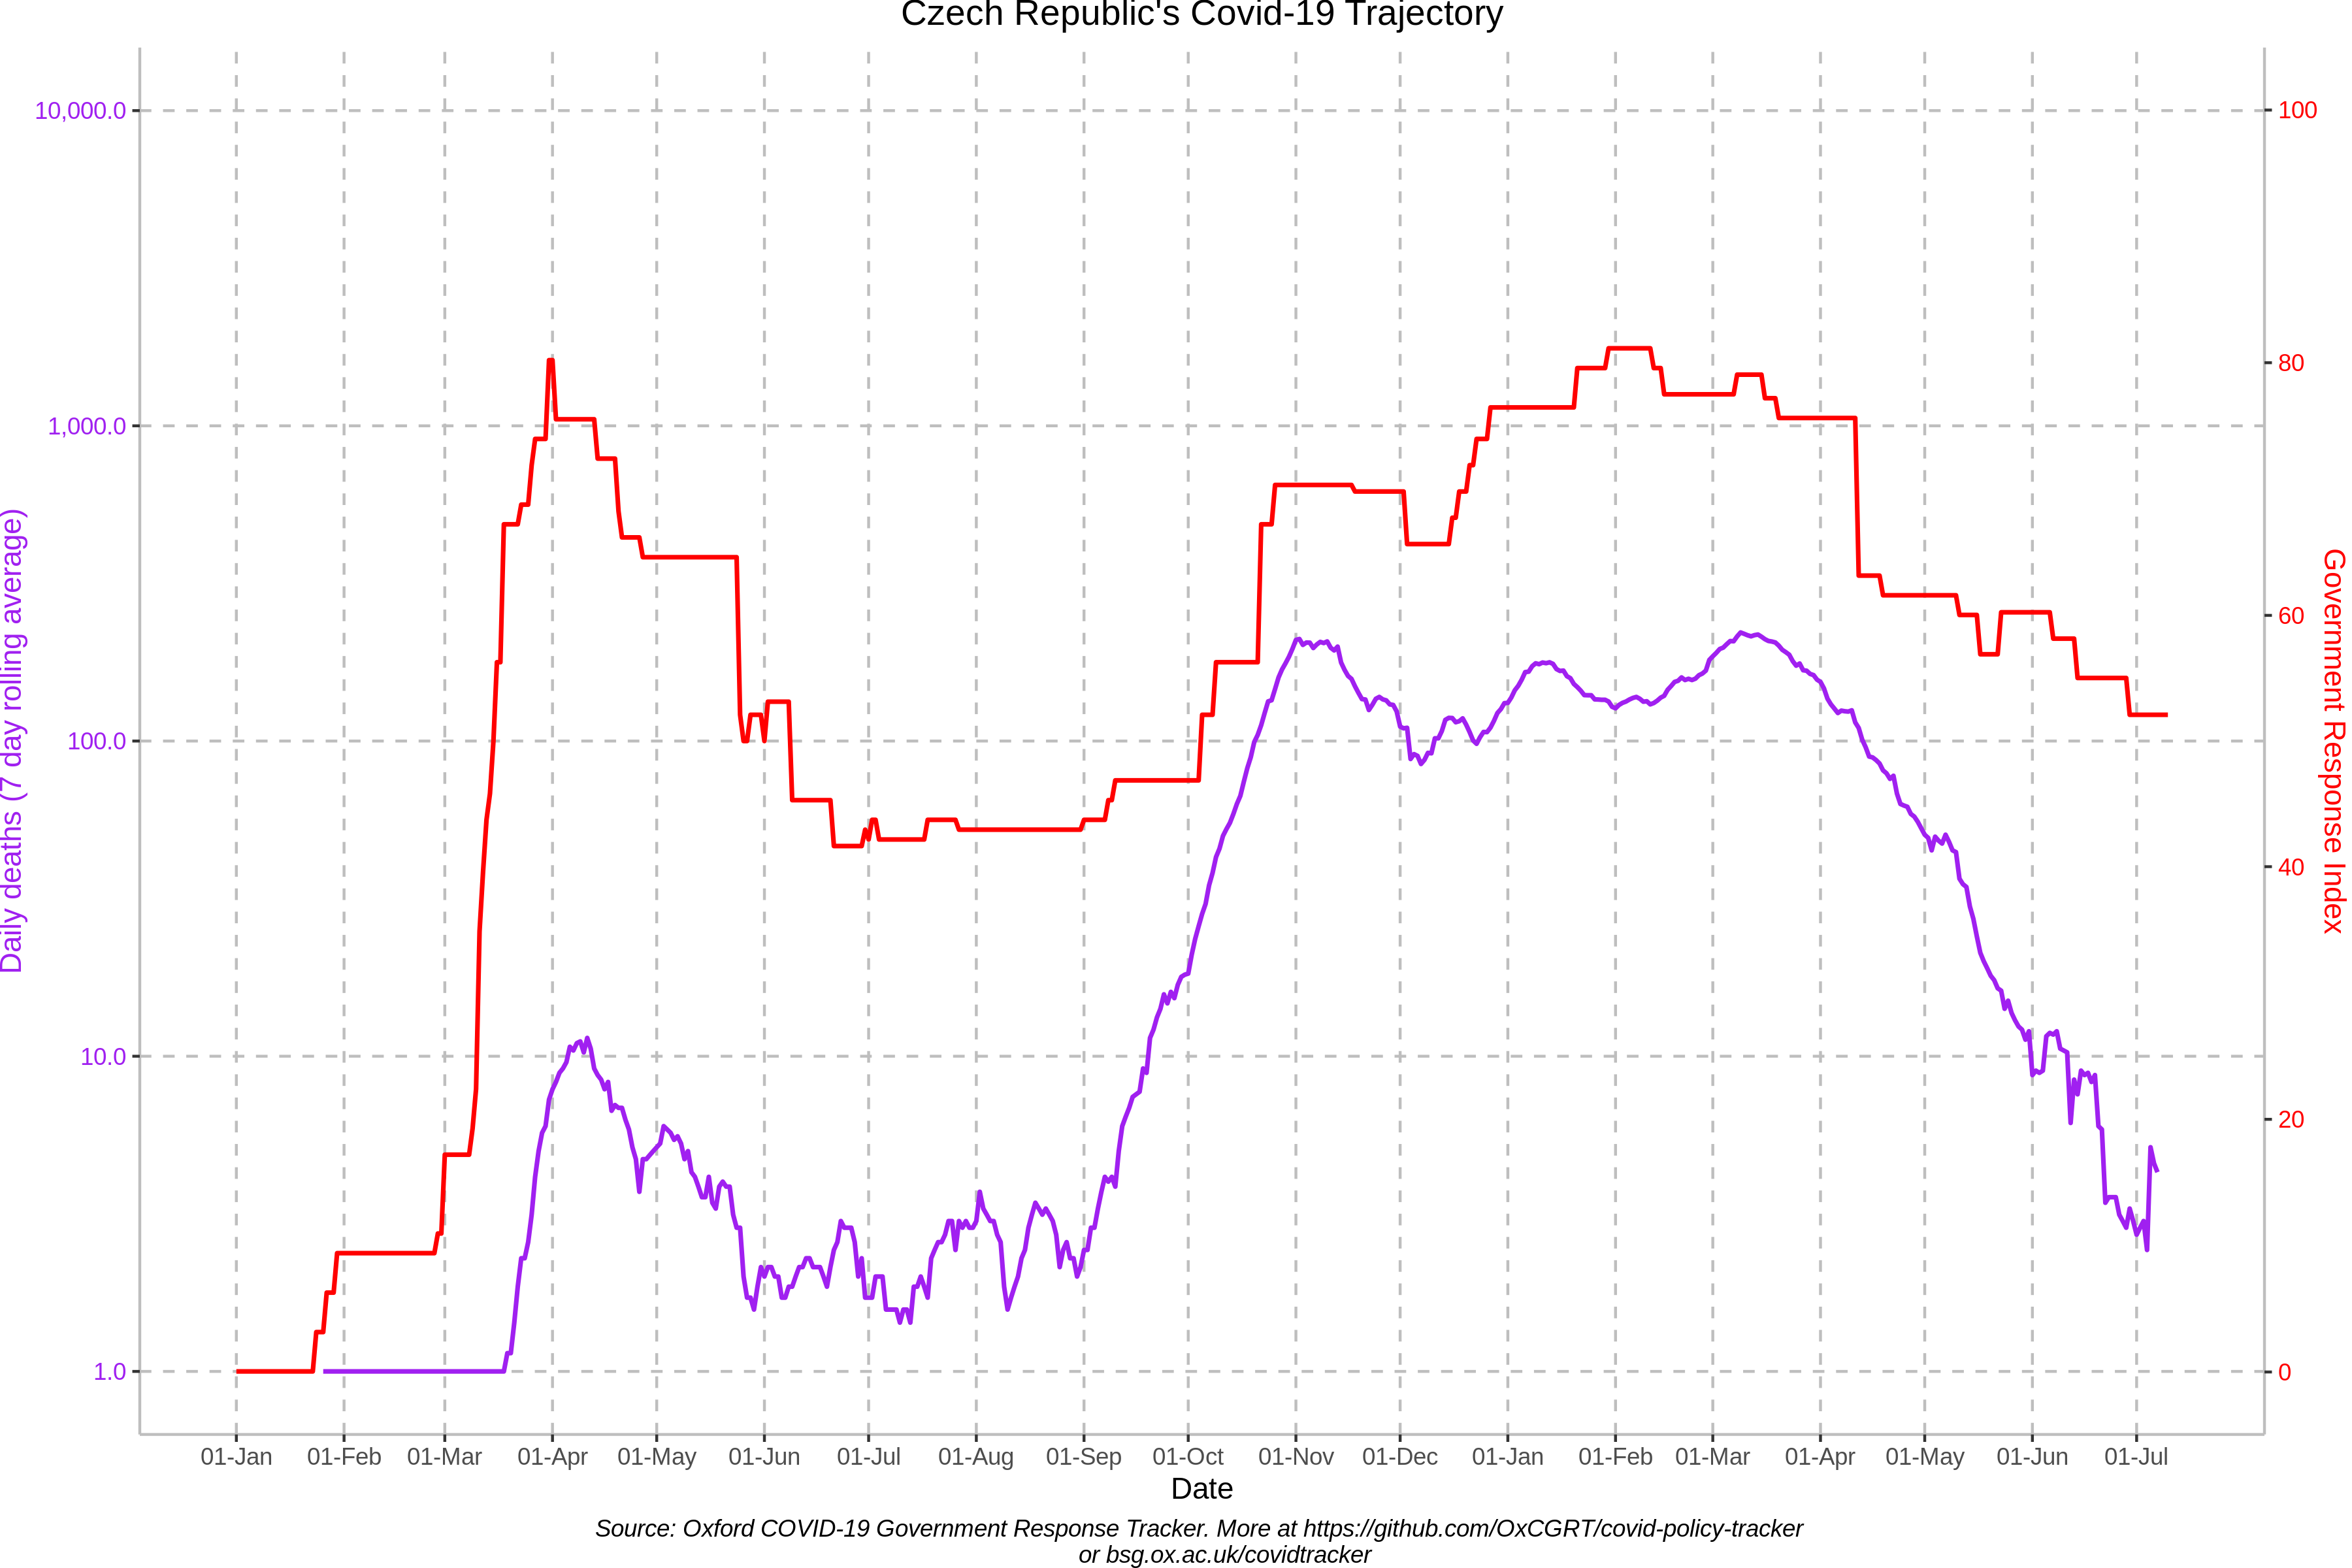 Czech Republic's Covid-19 Trajectory
10,000.0
1,000.0
100.0
10.0
1.0
Daily deaths (7 day rolling average)
100
80
60
40
20
0
Government Response Index
01-Jan 01-Feb 01-Mar 01-Apr 01-May 01-Jun 01-Jul 01-Aug 01-Sep 01-Oct 01-Nov 01-Dec 01-Jan 01-Feb 01-Mar 01-Apr 01-May 01-Jun 01-Jul
Date
Source: Oxford COVID-19 Government Response Tracker. More at https://github.com/OxCGRT/covid-policy-tracker
or bsg.ox.ac.uk/covidtracker